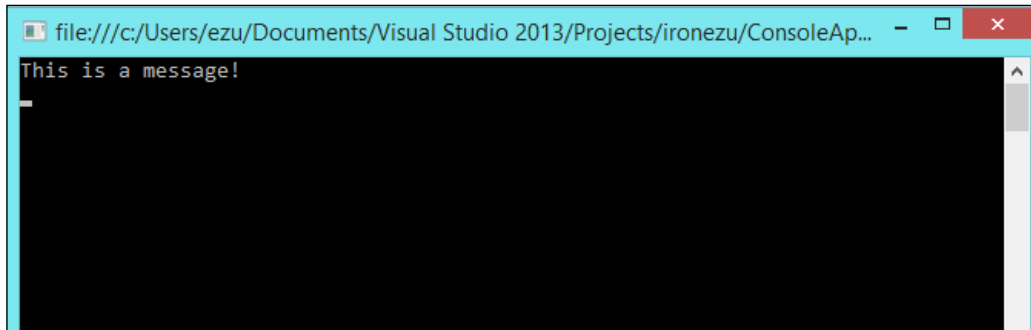 file:///c:/Users/ezu/Documents/Visual Studio 2013/Projects/ironezu/ConsoleAp...
This is a message!